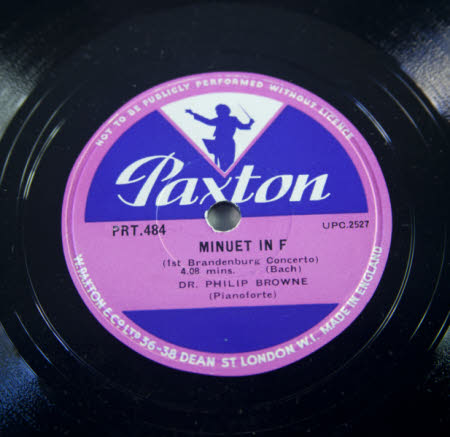 NOT TO BE PUBLICLY PERFORMED WITHOUT LICENCE
Paxton
PRT.484 UPC.2527
MINUET IN F
(1st Brandenburg Concerto)
4.08 mins. (Bach)
DR. PHILIP BROWNE
(Pianoforte)
W. PAXTON & CO LTD 36-38 DEAN ST LONDON W.1. MADE IN ENGLAND